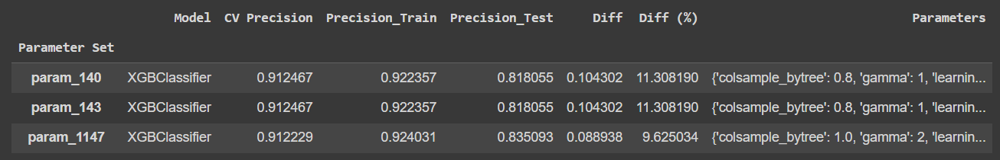 Model CV Precision Precision_Train Precision_Test Diff Diff (%) Parameters
Parameter Set
param_140 XGBClassifier 0.912467 0.922357 0.818055 0.104302 11.308190 {'colsample_bytree': 0.8, 'gamma': 1, 'learnin...
param_143 XGBClassifier 0.912467 0.922357 0.818055 0.104302 11.308190 {'colsample_bytree': 0.8, 'gamma': 1, 'learnin...
param_1147 XGBClassifier 0.912229 0.924031 0.835093 0.088938 9.625034 {'colsample_bytree': 1.0, 'gamma': 2, 'learnin...